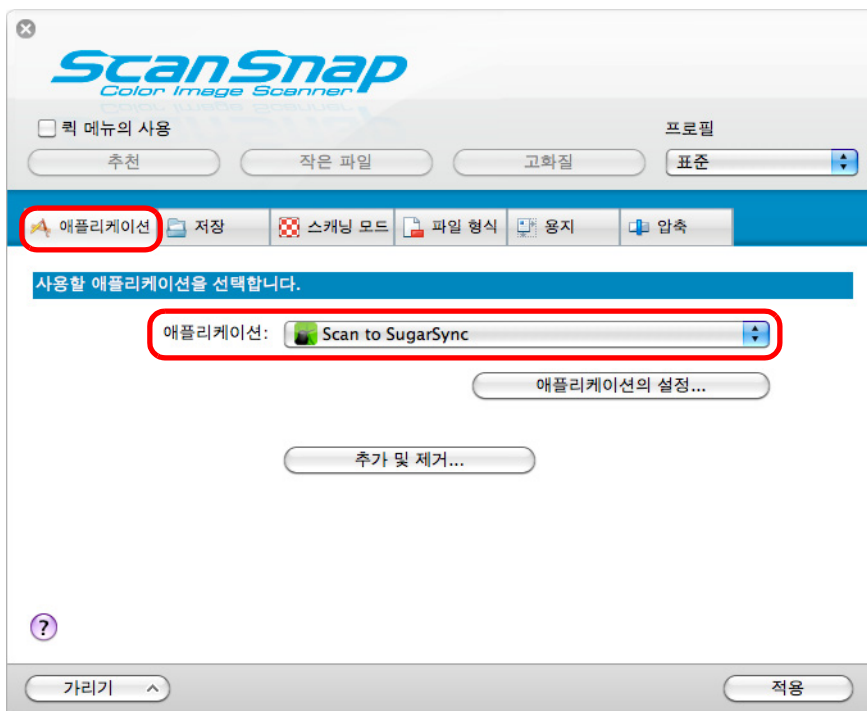 ScanSnap
Color Image Scanner
퀵 메뉴의 사용
프로필
추천
작은 파일
고화질
표준
애플리케이션
저장
스캐닝 모드
파일 형식
용지
압축
사용할 애플리케이션을 선택합니다.
애플리케이션: Scan to SugarSync
애플리케이션의 설정...
추가 및 제거...
?
가리기
적용